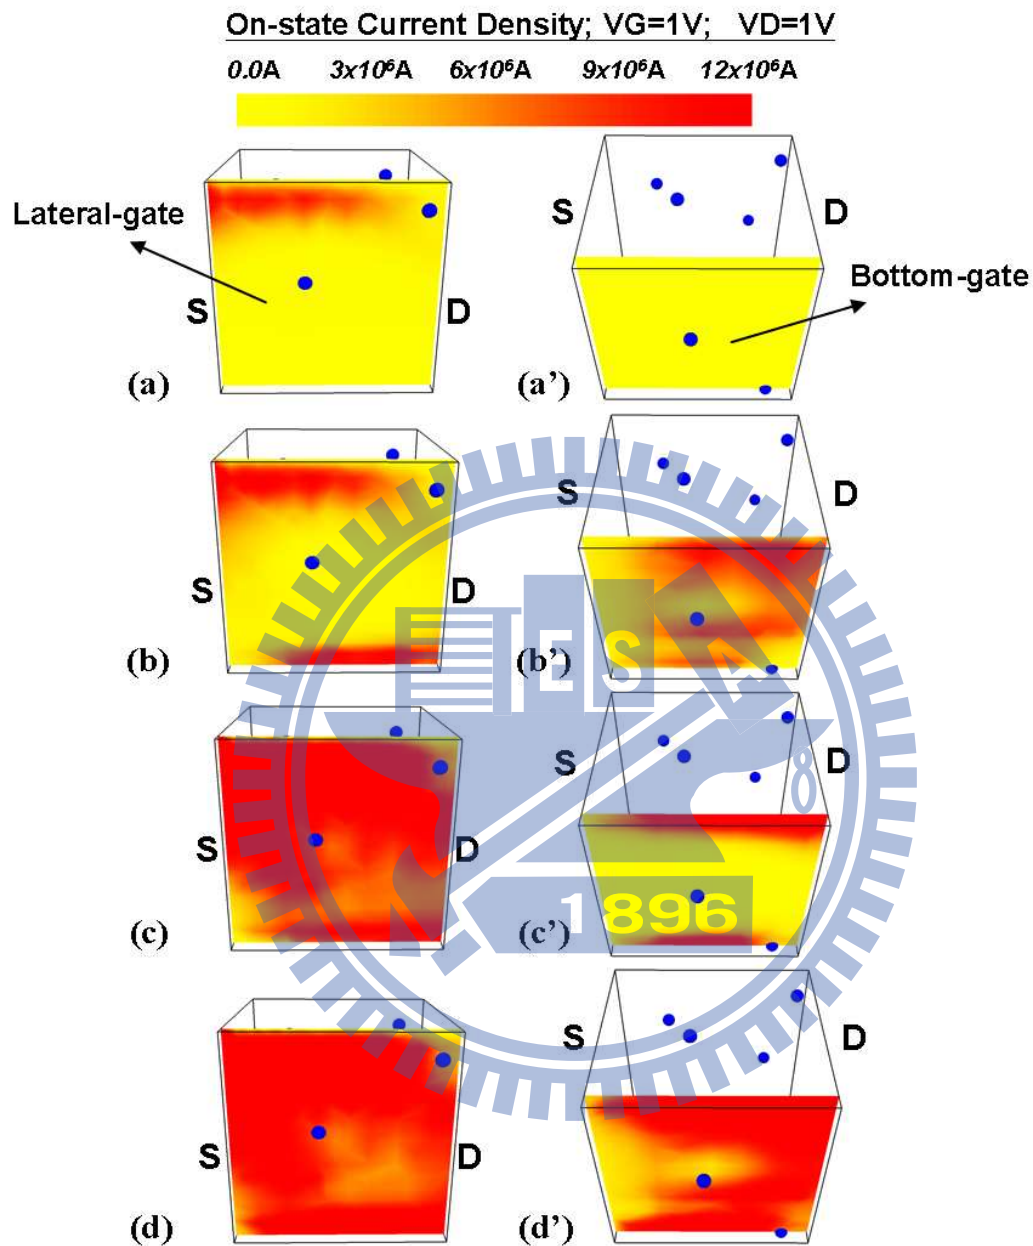 On-state Current Density; VG=1V; VD=1V
0.0A 3x10⁶A 6x10⁶A 9x10⁶A 12x10⁶A
Lateral-gate
S D
(a)
S D
Bottom-gate
(a’)
S D
(b)
S D
(b’)
S D
(c)
S D
(c’)
S D
(d)
S D
(d’)
E S A
8
1896